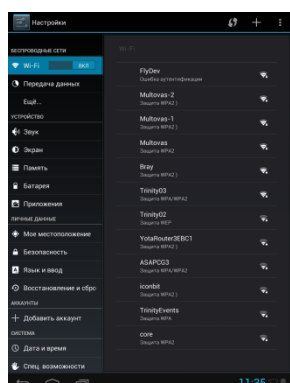 Настройки
БЕСПРОВОДНЫЕ СЕТИ
Wi-Fi
ВКЛ
Передача данных
Ещё...
УСТРОЙСТВО
Звук
Экран
Память
Батарея
Приложения
ЛИЧНЫЕ ДАННЫЕ
Мое местоположение
Безопасность
Язык и ввод
Восстановление и сброс
АККАУНТЫ
Добавить аккаунт
СИСТЕМА
Дата и время
Спец. возможности
Wi-Fi
FlyDev
Ошибка аутентификации
Multovas-2
Защита WPA2 )
Multovas-1
Защита WPA2 )
Multovas
Защита WPA2
Bray
Защита WPA2 )
Trinity03
Защита WPA/WPA2
Trinity02
Защита WEP
YotaRouter3EBC1
Защита WPA2 )
ASAPCG3
Защита WPA/WPA2 )
iconbit
Защита WPA2 )
TrinityEvents
Защита WPA
core
Защита WPA2
11:35